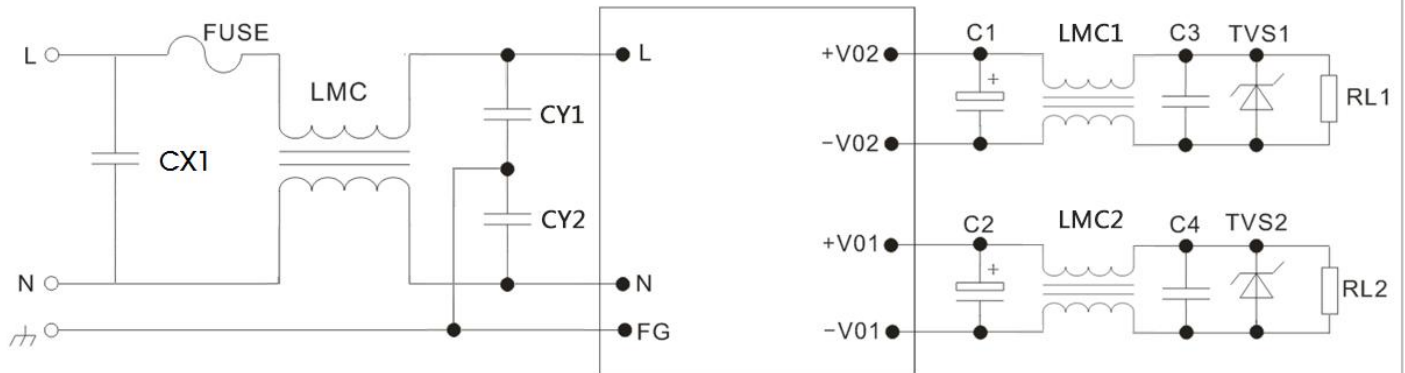 FUSE
L
LMC
CX1
CY1
CY2
L
N
N
FG
+V02
-V02
+V01
-V01
C1
LMC1
C3
TVS1
+
RL1
C2
LMC2
C4
TVS2
+
RL2